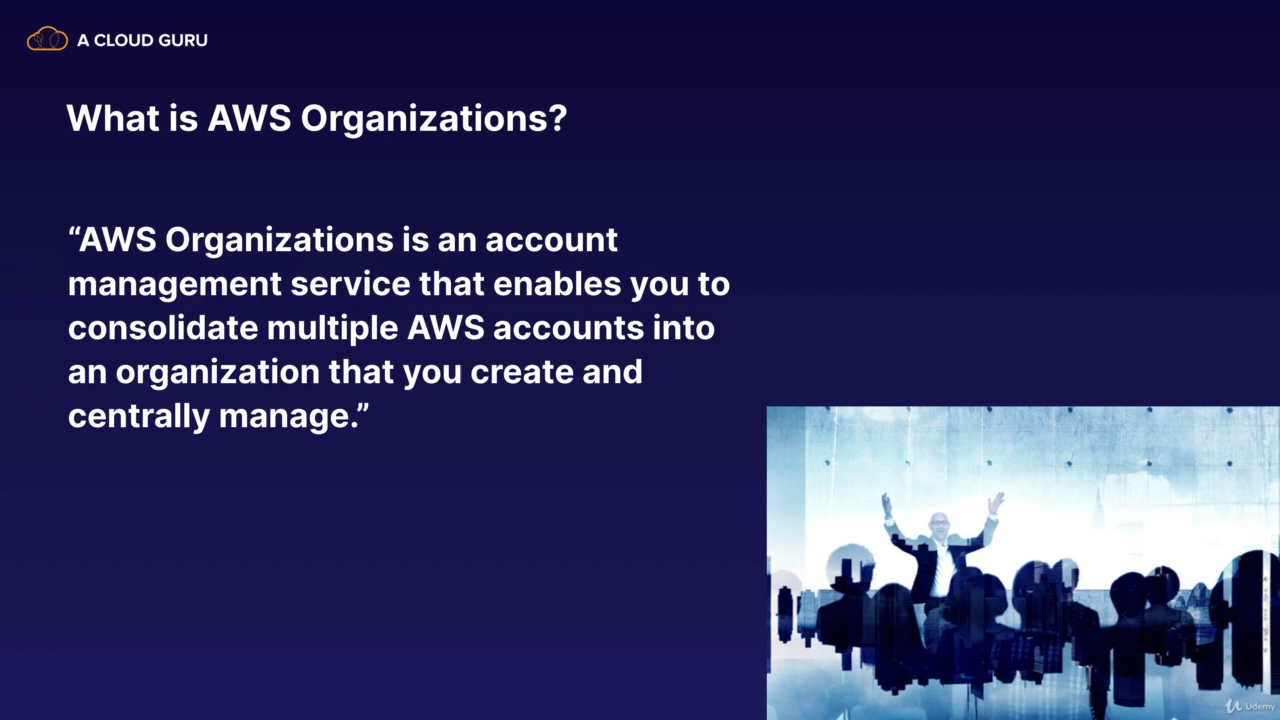 A CLOUD GURU
What is AWS Organizations?
“AWS Organizations is an account
management service that enables you to
consolidate multiple AWS accounts into
an organization that you create and
centrally manage.”
Udemy